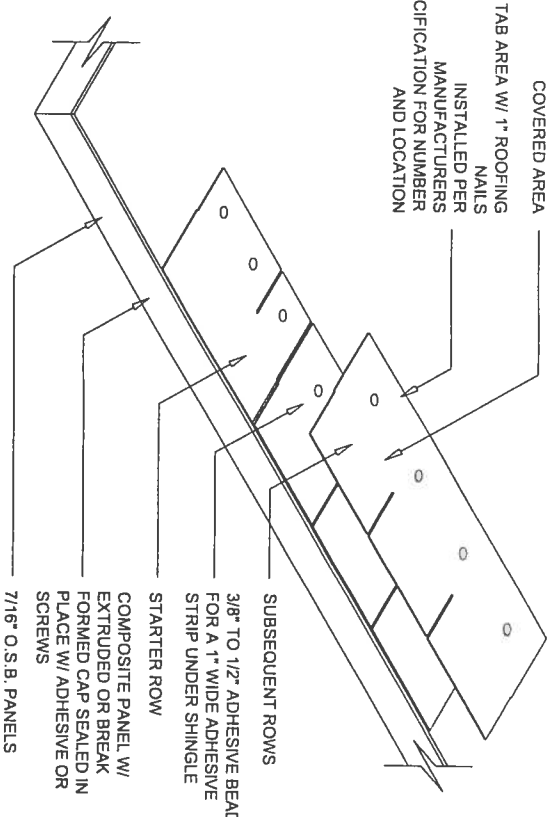 COVERED AREA
TAB AREA W/ 1" ROOFING
NAILS
INSTALLED PER
MANUFACTURERS
CIFICATION FOR NUMBER
AND LOCATION
SUBSEQUENT ROWS
3/8" TO 1/2" ADHESIVE BEAD
FOR A 1" WIDE ADHESIVE
STRIP UNDER SHINGLE
STARTER ROW
COMPOSITE PANEL W/
EXTRUDED OR BREAK
FORMED CAP SEALED IN
PLACE W/ ADHESIVE OR
SCREWS
7/16" O.S.B. PANELS